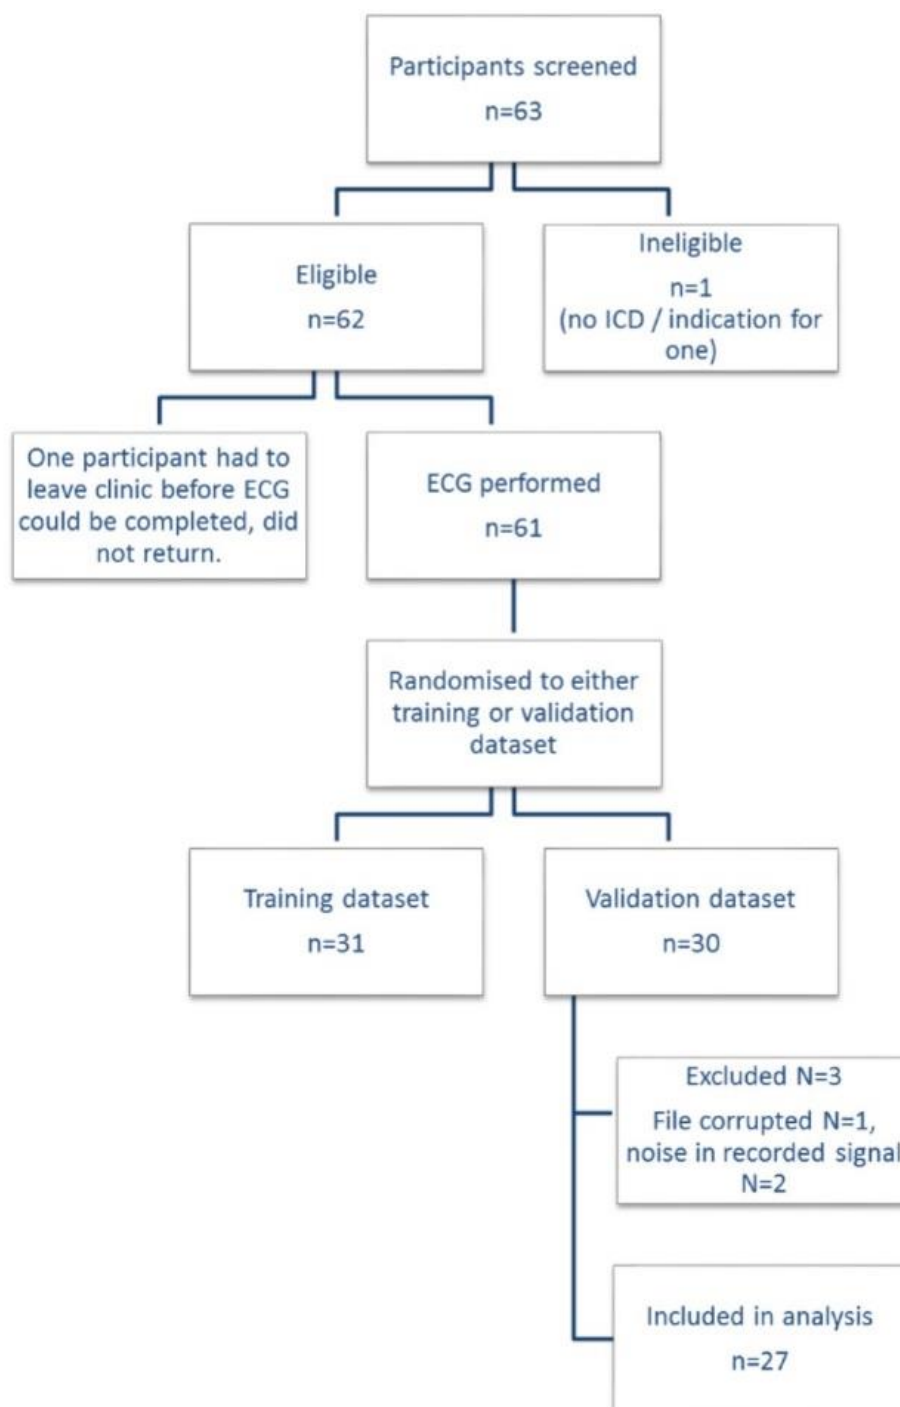 Participants screened
n=63
Eligible
n=62
Ineligible
n=1
(no ICD / indication for
one)
One participant had to
leave clinic before ECG
could be completed, did
not return.
ECG performed
n=61
Randomised to either
training or validation
dataset
Training dataset
n=31
Validation dataset
n=30
Excluded N=3
File corrupted N=1,
noise in recorded signal
N=2
Included in analysis
n=27